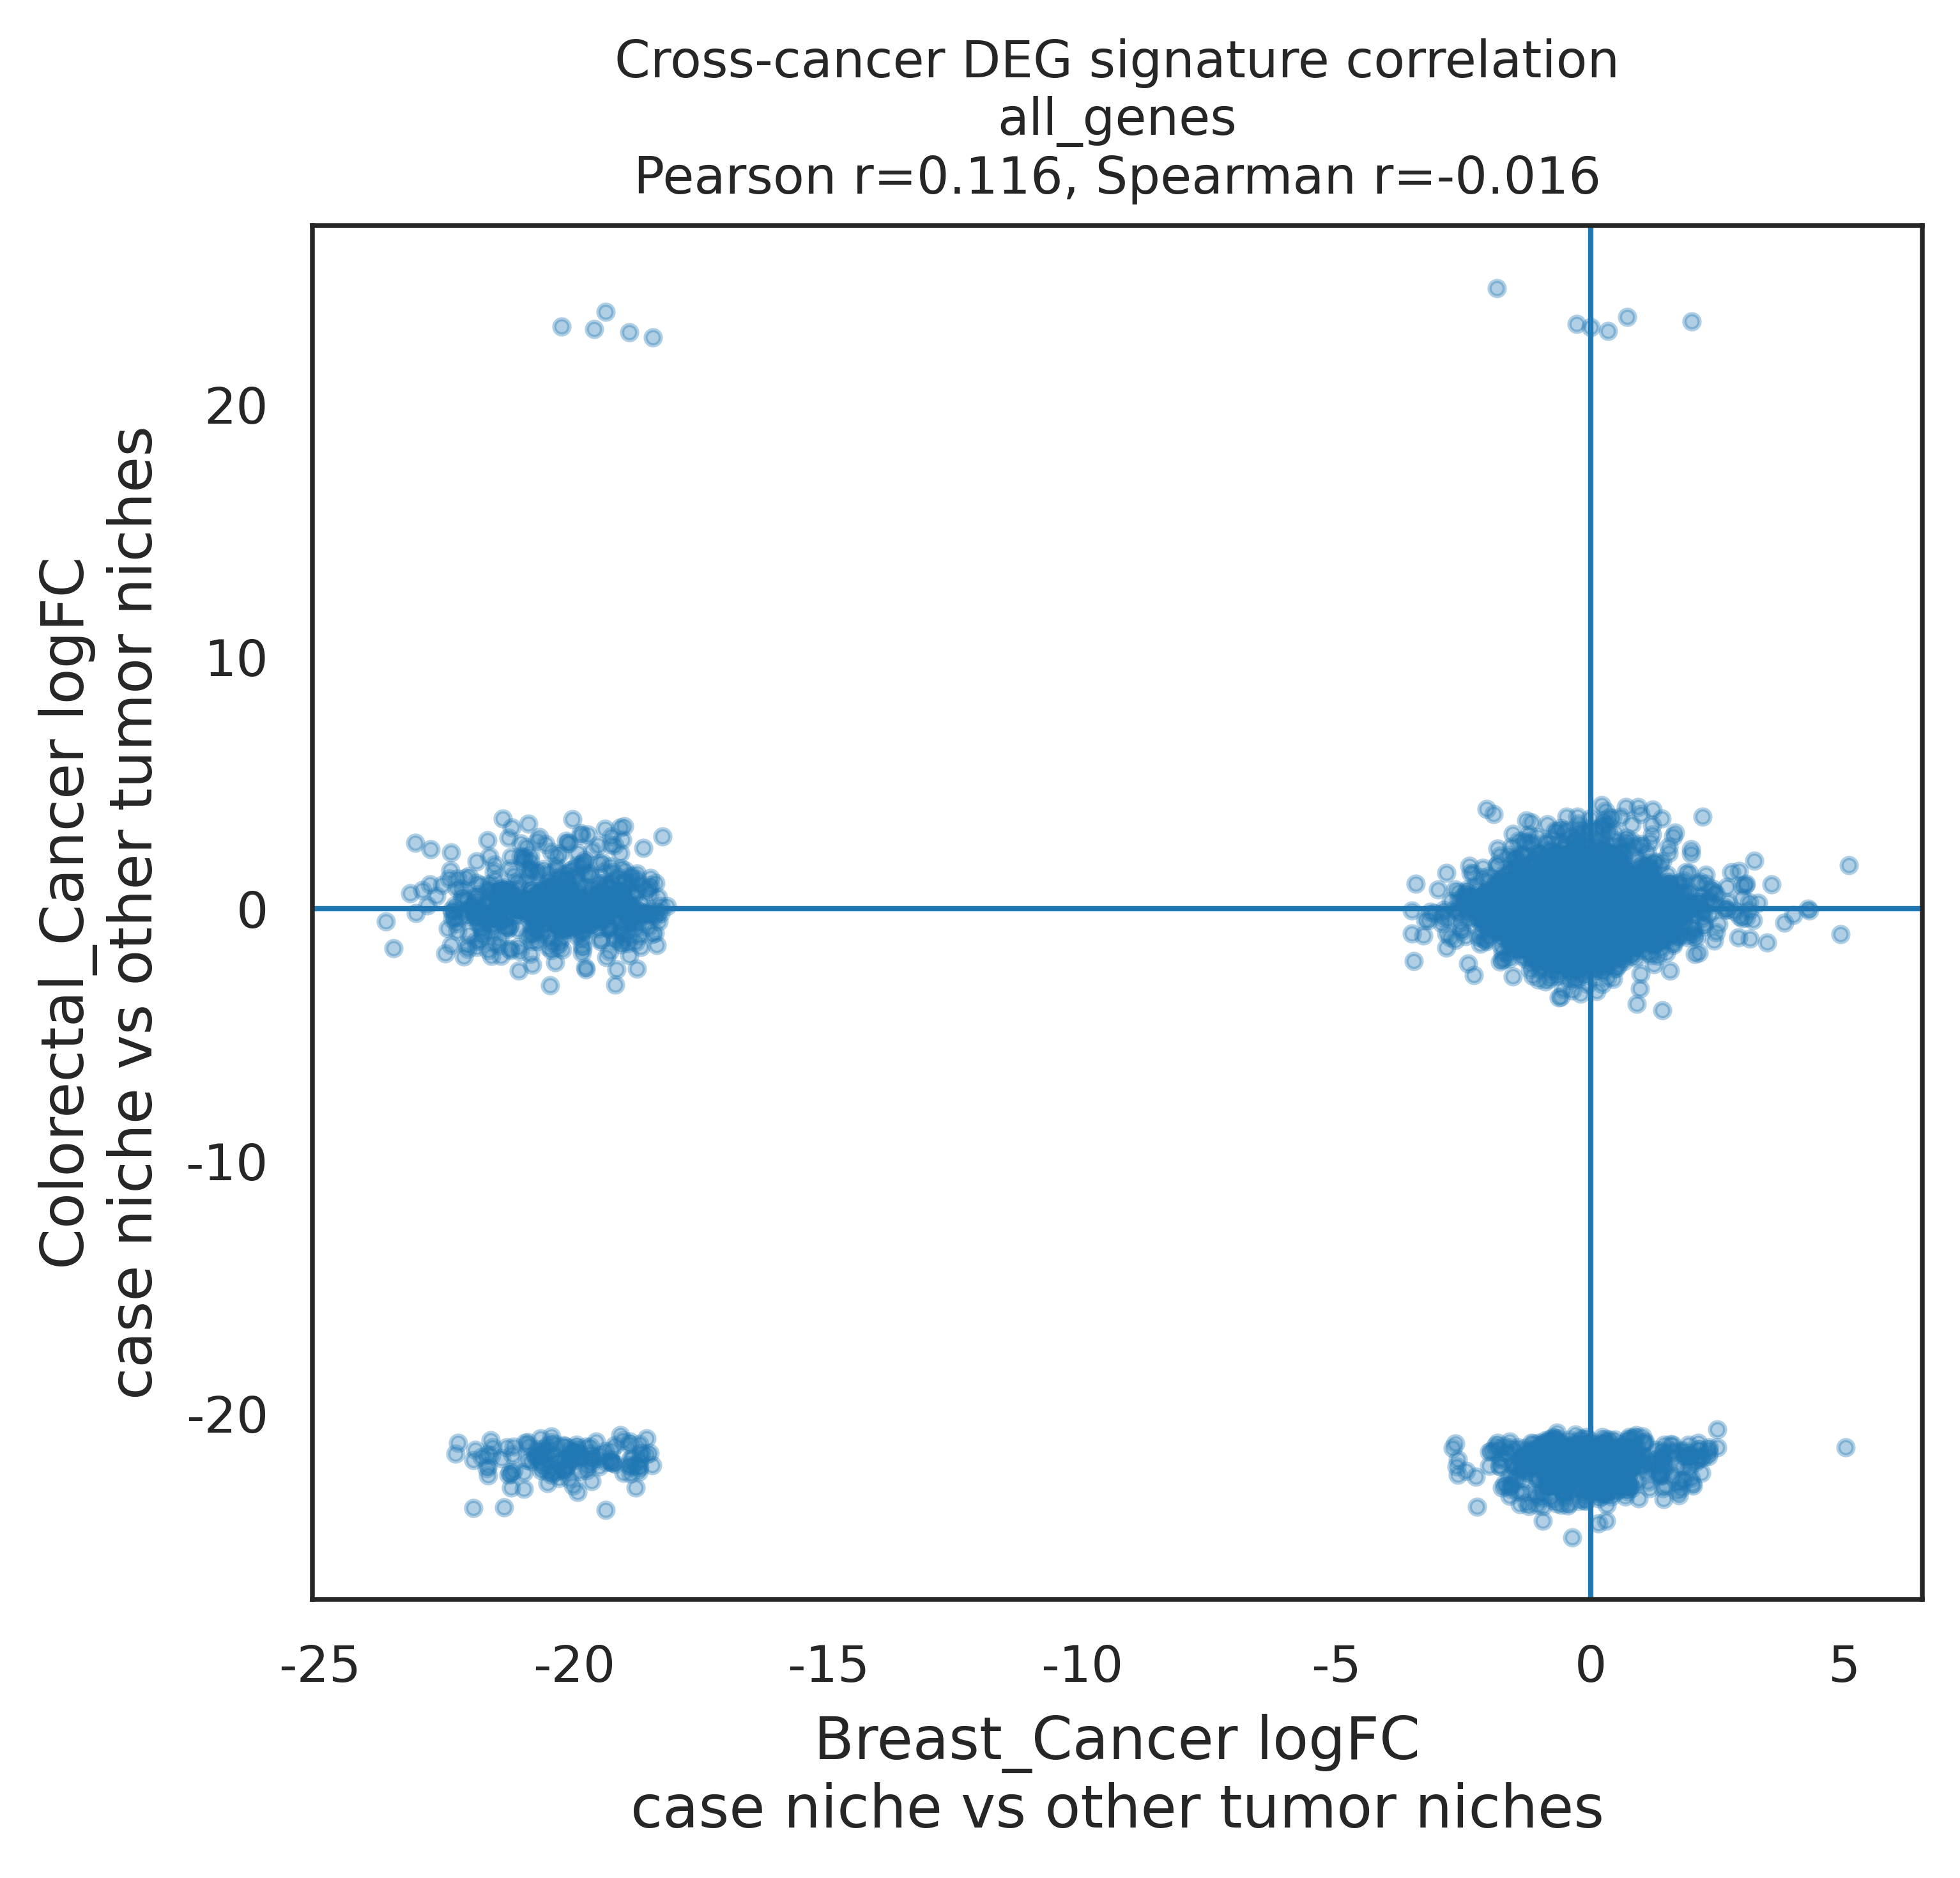 Cross-cancer DEG signature correlation
all_genes
Pearson r=0.116, Spearman r=-0.016
Colorectal_Cancer logFC
case niche vs other tumor niches
20
10
0
-10
-20
-25
-20
-15
-10
-5
0
5
Breast_Cancer logFC
case niche vs other tumor niches